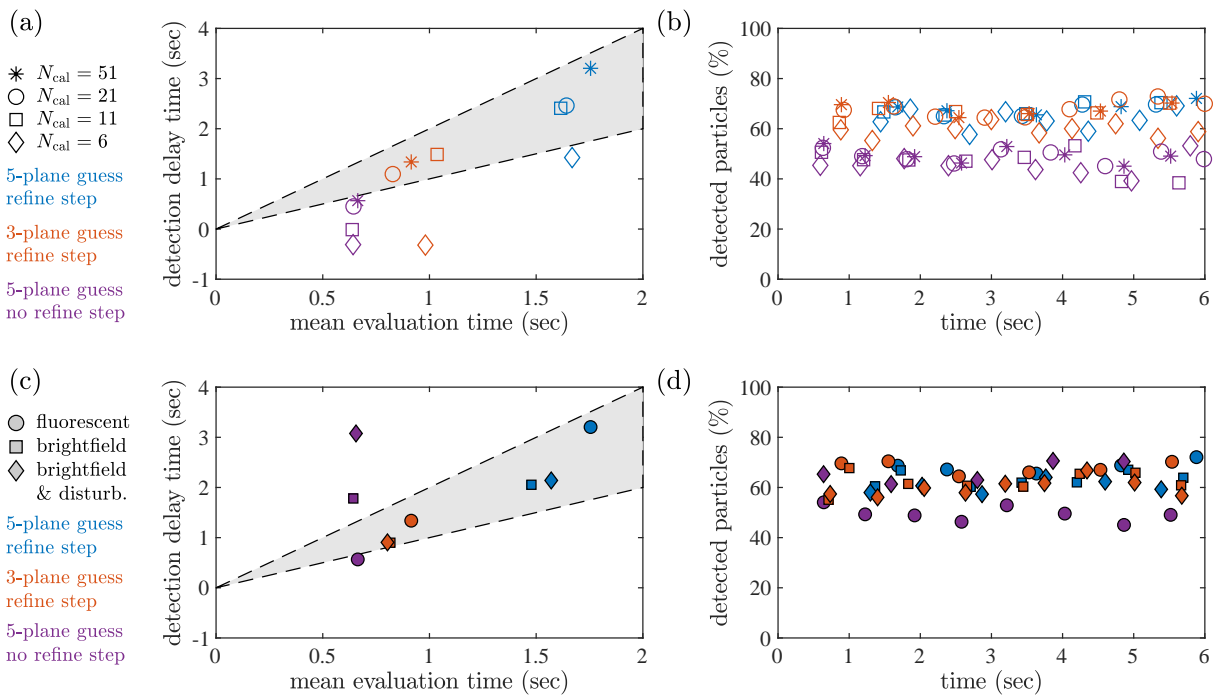 (a)
N_cal = 51
N_cal = 21
N_cal = 11
N_cal = 6
5-plane guess
refine step
3-plane guess
refine step
5-plane guess
no refine step
detection delay time (sec)
4
3
2
1
0
-1
0
0.5
1
1.5
2
mean evaluation time (sec)
(b)
detected particles (%)
100
80
60
40
20
0
1
2
3
4
5
6
time (sec)
(c)
fluorescent
brightfield
brightfield
& disturb.
5-plane guess
refine step
3-plane guess
refine step
5-plane guess
no refine step
detection delay time (sec)
4
3
2
1
0
-1
0
0.5
1
1.5
2
mean evaluation time (sec)
(d)
detected particles (%)
100
80
60
40
20
0
0
1
2
3
4
5
6
time (sec)